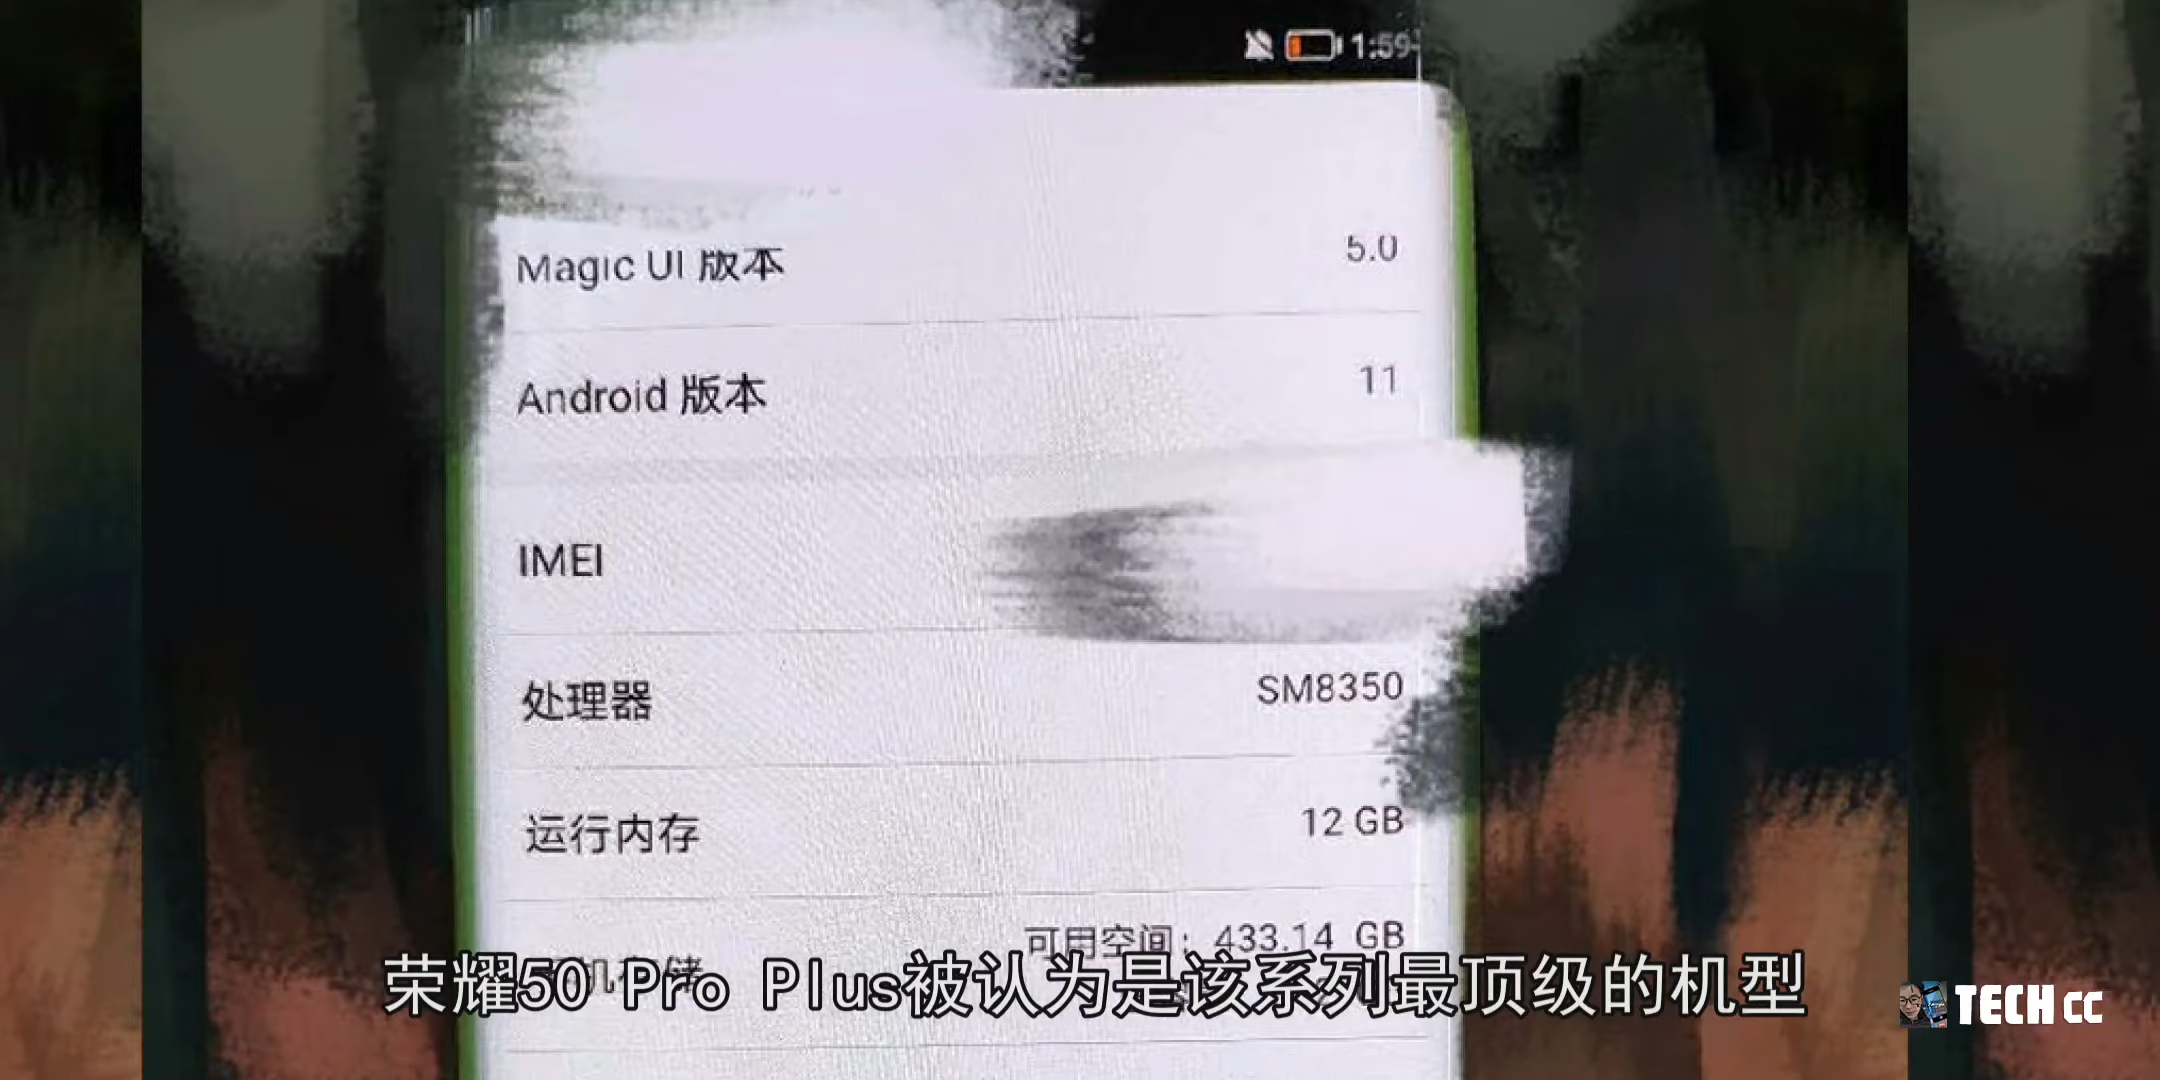 1:59
Magic UI 版本
5.0
Android 版本
11
IMEI
处理器
SM8350
运行内存
12 GB
可用空间：433.14 GB
荣耀50 Pro Plus被认为是该系列最顶级的机型
TECH CC